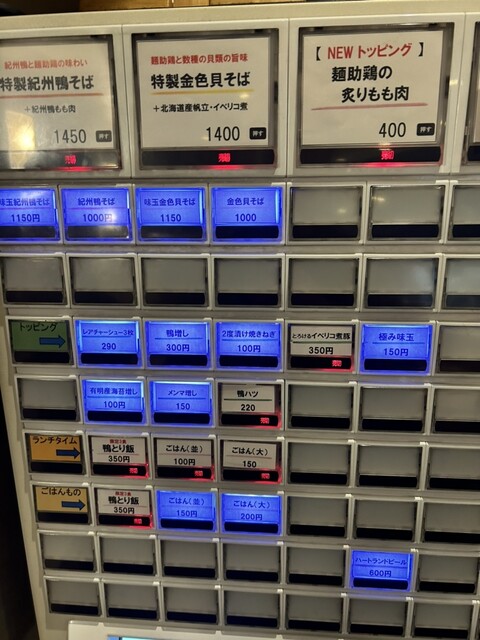 紀州鴨と麺助鶏の味わい
特製紀州鴨そば
+紀州鴨もも肉
1450 押す
麺助鶏と数種の貝類の旨味
特製金色貝そば
+北海道産帆立・イベリコ煮
1400 押す
【 NEW トッピング 】
麺助鶏の
炙りもも肉
400 押す
味玉紀州鴨そば
1150円
紀州鴨そば
1000円
味玉金色貝そば
1150
金色貝そば
1000
トッピング
レアチャーシュー3枚
290
鴨増し
300円
2度漬け焼きねぎ
100円
とろけるイベリコ煮豚
350円
極み味玉
150円
有明産海苔増し
100円
メンマ増し
150
鴨ハツ
220
ランチタイム
鴨とり飯
350円
ごはん(並)
100円
ごはん(大)
150
ごはんもの
鴨とり飯
350円
ごはん(並)
150円
ごはん(大)
200円
ハートランドビール
600円